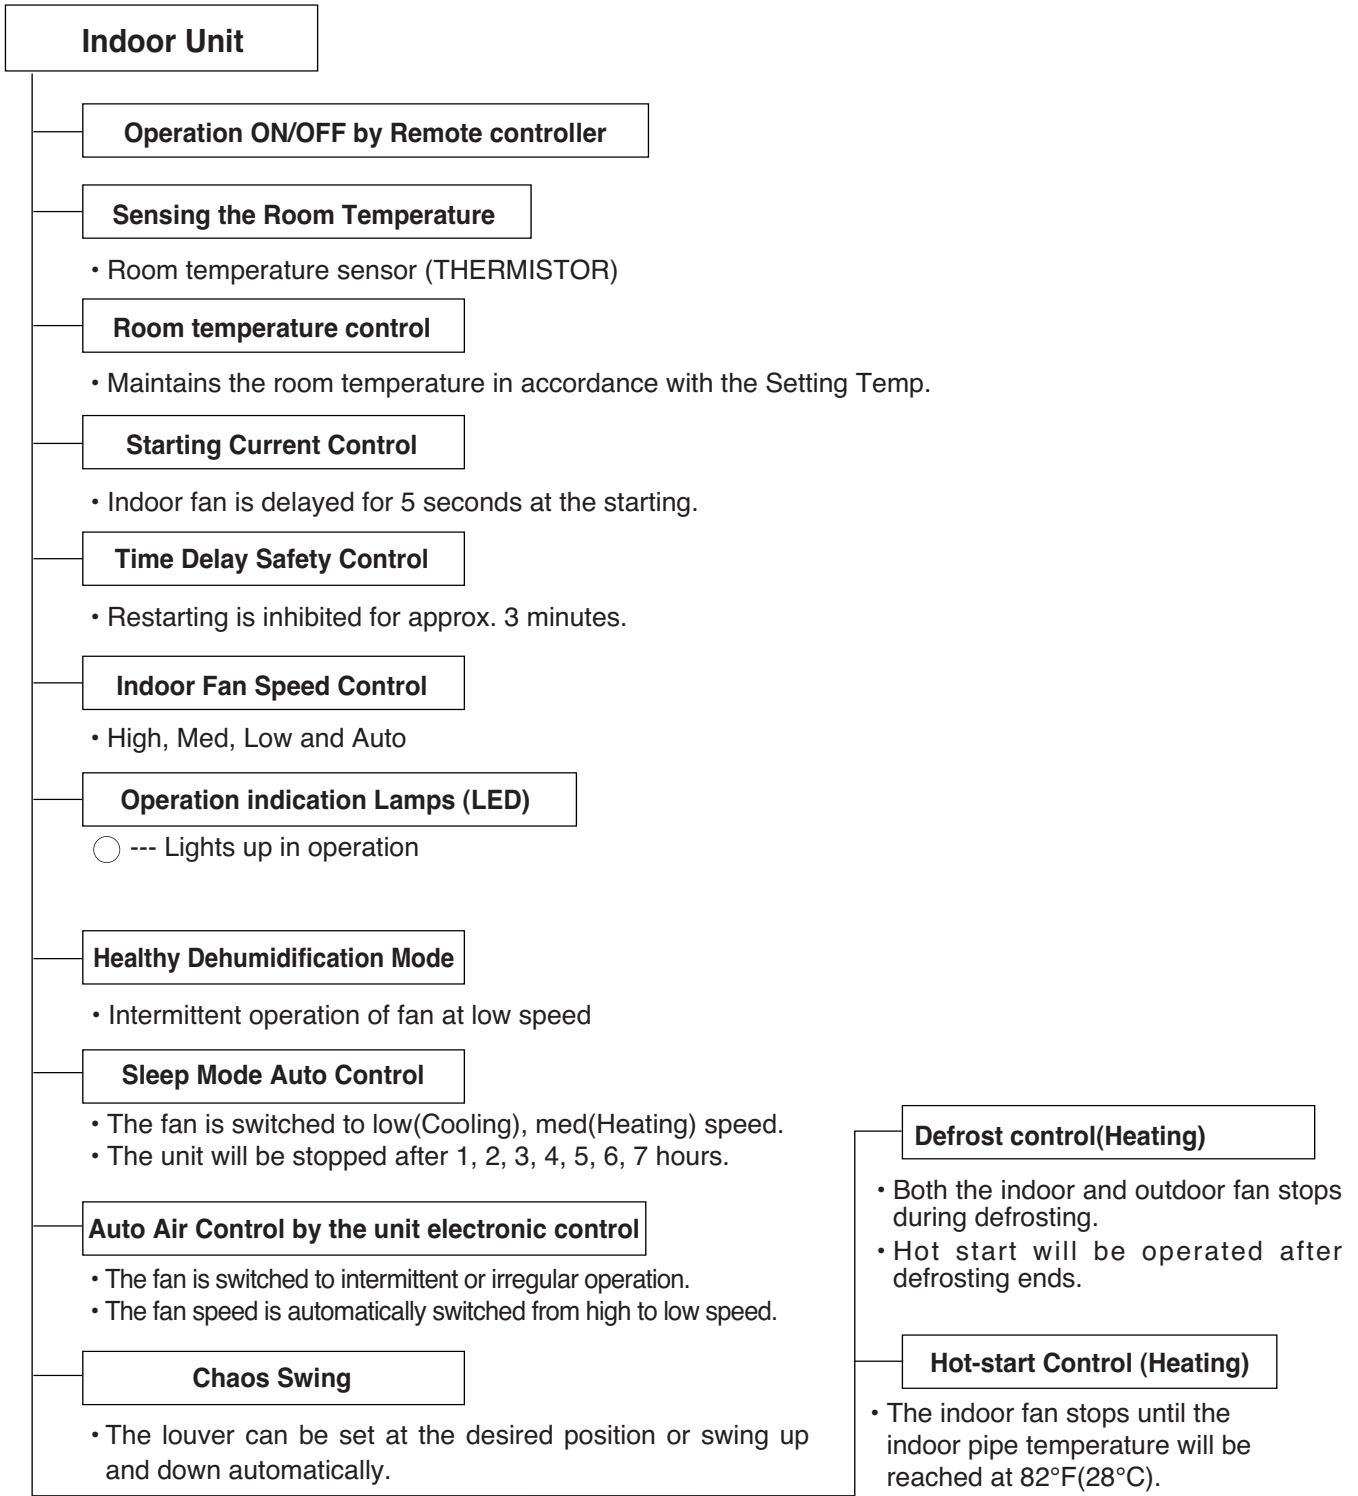 Indoor Unit
Operation ON/OFF by Remote controller
Sensing the Room Temperature
• Room temperature sensor (THERMISTOR)
Room temperature control
• Maintains the room temperature in accordance with the Setting Temp.
Starting Current Control
• Indoor fan is delayed for 5 seconds at the starting.
Time Delay Safety Control
• Restarting is inhibited for approx. 3 minutes.
Indoor Fan Speed Control
• High, Med, Low and Auto
Operation indication Lamps (LED)
◯ --- Lights up in operation
Healthy Dehumidification Mode
• Intermittent operation of fan at low speed
Sleep Mode Auto Control
• The fan is switched to low(Cooling), med(Heating) speed.
• The unit will be stopped after 1, 2, 3, 4, 5, 6, 7 hours.
Auto Air Control by the unit electronic control
• The fan is switched to intermittent or irregular operation.
• The fan speed is automatically switched from high to low speed.
Chaos Swing
• The louver can be set at the desired position or swing up
and down automatically.
Defrost control(Heating)
• Both the indoor and outdoor fan stops
during defrosting.
• Hot start will be operated after
defrosting ends.
Hot-start Control (Heating)
• The indoor fan stops until the
indoor pipe temperature will be
reached at 82°F(28°C).